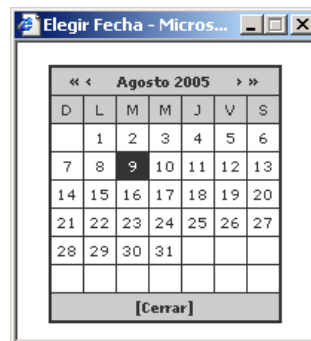 Elegir Fecha - Micros...
« ‹ Agosto 2005 › »
D L M M J V S
1 2 3 4 5 6
7 8 9 10 11 12 13
14 15 16 17 18 19 20
21 22 23 24 25 26 27
28 29 30 31
[Cerrar]